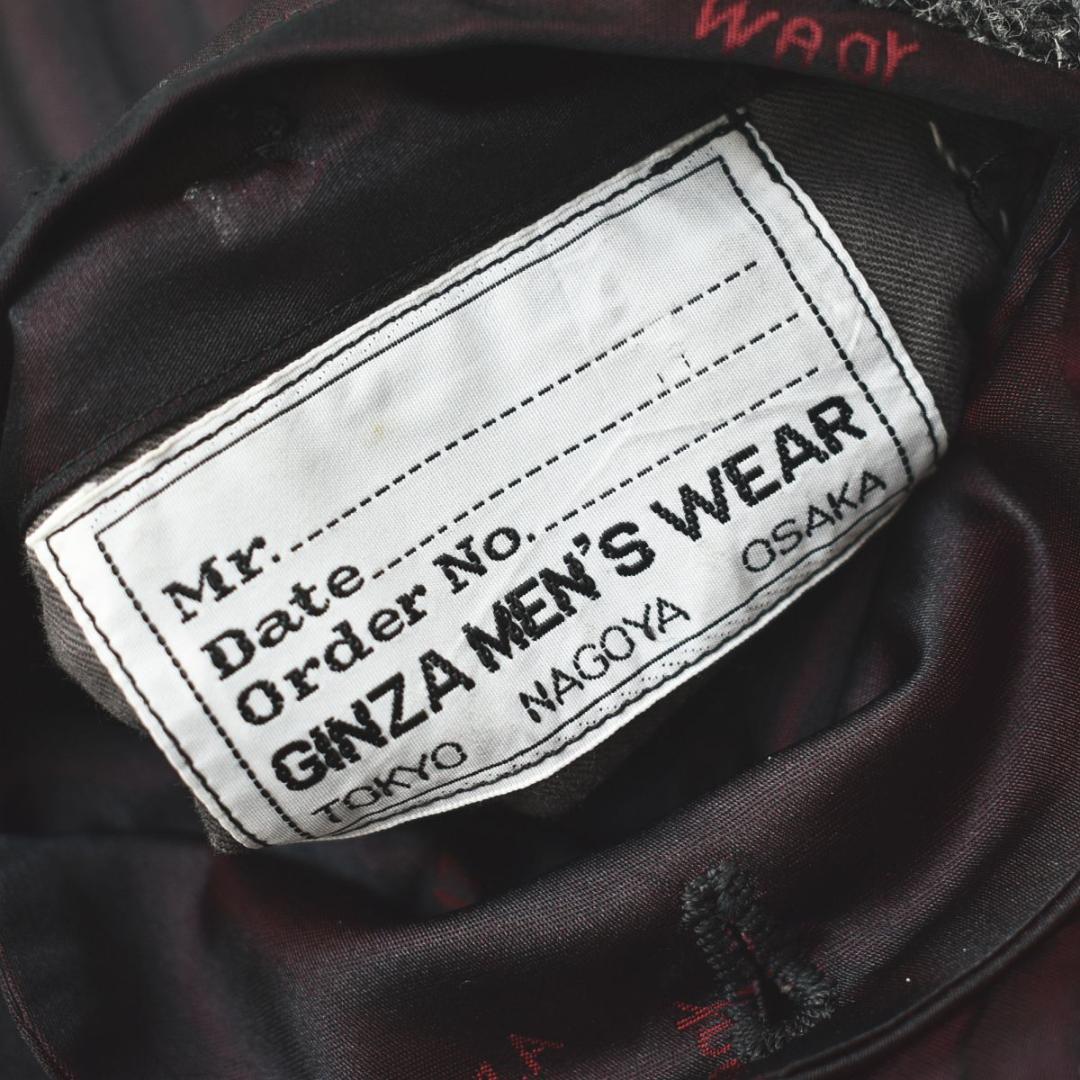 Mr.
Date
Order No.
GINZA MEN'S WEAR
TOKYO NAGOYA OSAKA